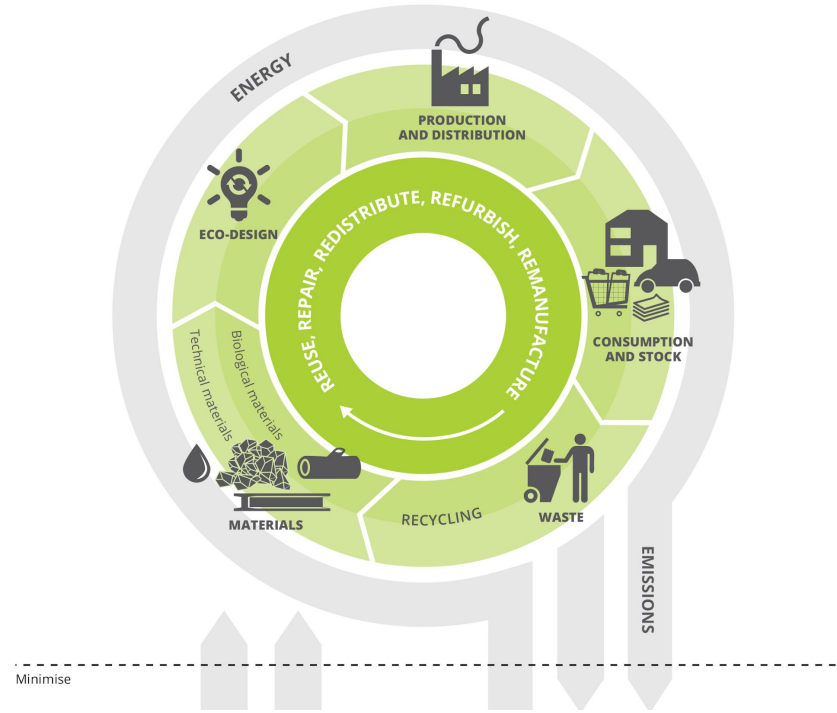 ENERGY
PRODUCTION
AND DISTRIBUTION
ECO-DESIGN
REUSE, REPAIR, REDISTRIBUTE, REFURBISH, REMANUFACTURE
CONSUMPTION
AND STOCK
Technical materials
Biological materials
MATERIALS
RECYCLING
WASTE
EMISSIONS
Minimise